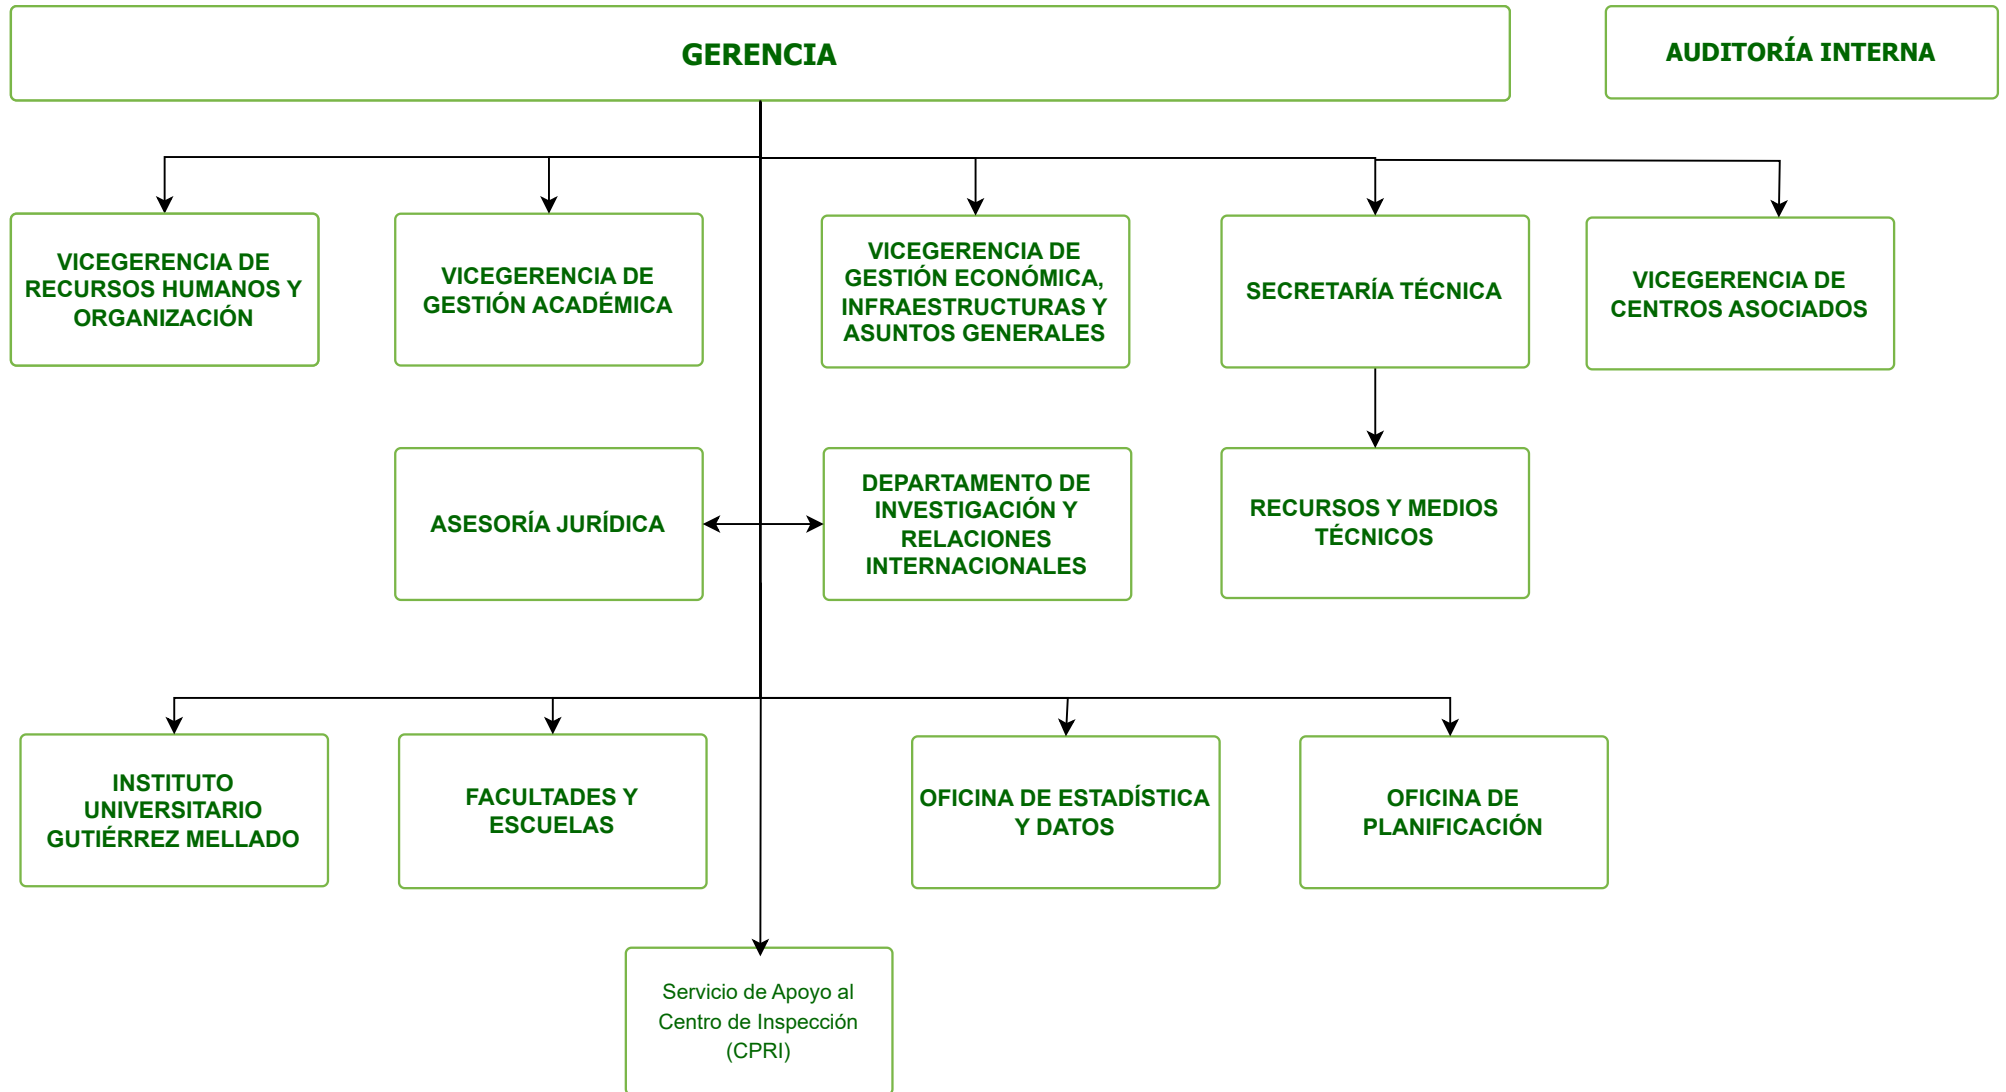 GERENCIA
AUDITORÍA INTERNA
VICEGERENCIA DE
RECURSOS HUMANOS Y
ORGANIZACIÓN
VICEGERENCIA DE
GESTIÓN ACADÉMICA
VICEGERENCIA DE
GESTIÓN ECONÓMICA,
INFRAESTRUCTURAS Y
ASUNTOS GENERALES
SECRETARÍA TÉCNICA
VICEGERENCIA DE
CENTROS ASOCIADOS
ASESORÍA JURÍDICA
DEPARTAMENTO DE
INVESTIGACIÓN Y
RELACIONES
INTERNACIONALES
RECURSOS Y MEDIOS
TÉCNICOS
INSTITUTO
UNIVERSITARIO
GUTIÉRREZ MELLADO
FACULTADES Y
ESCUELAS
OFICINA DE ESTADÍSTICA
Y DATOS
OFICINA DE
PLANIFICACIÓN
Servicio de Apoyo al
Centro de Inspección
(CPRI)